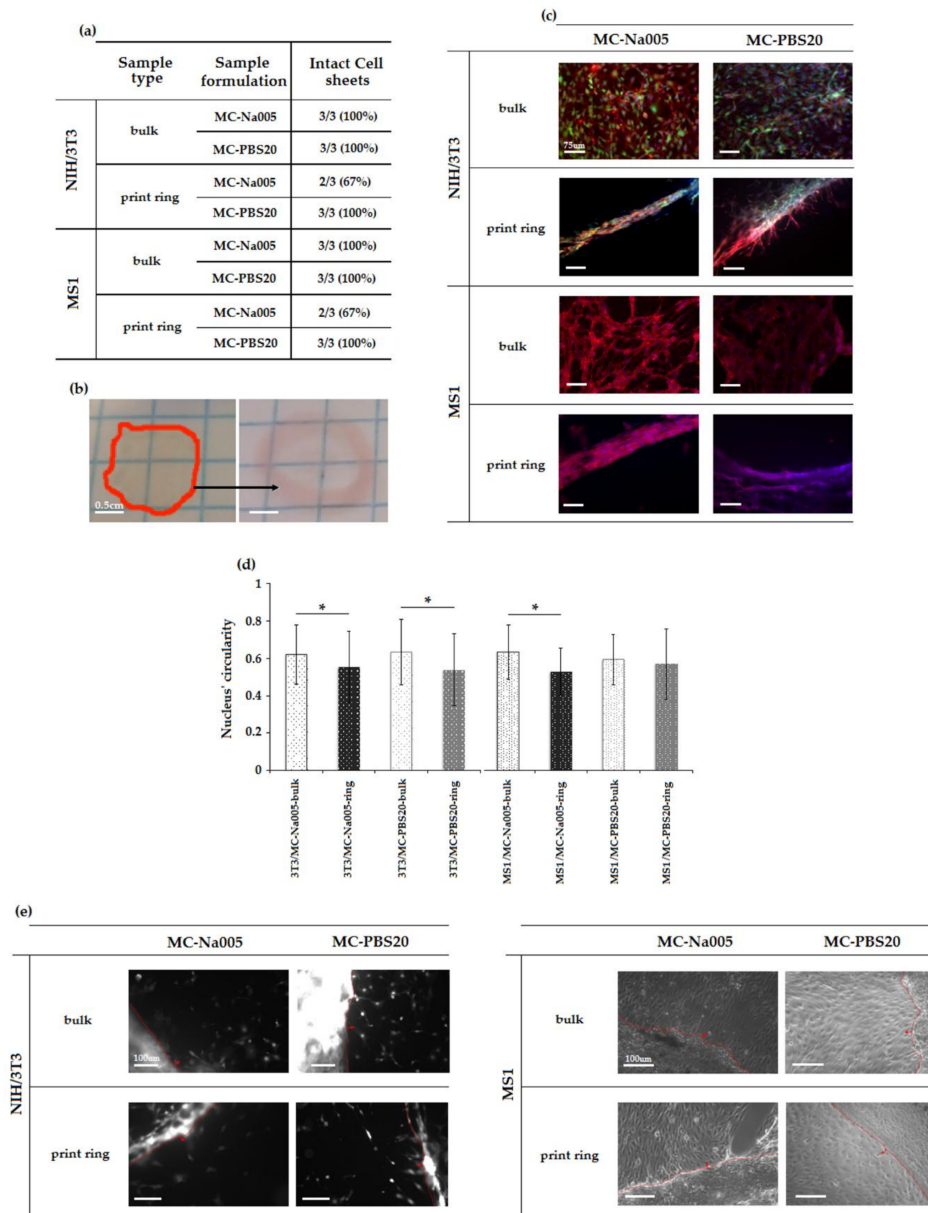 (a)
Sample type Sample formulation Intact Cell sheets
NIH/3T3
bulk MC-Na005 3/3 (100%)
MC-PBS20 3/3 (100%)
print ring MC-Na005 2/3 (67%)
MC-PBS20 3/3 (100%)
MS1
bulk MC-Na005 3/3 (100%)
MC-PBS20 3/3 (100%)
print ring MC-Na005 2/3 (67%)
MC-PBS20 3/3 (100%)
(b)
0.5cm
(c)
MC-Na005 MC-PBS20
NIH/3T3
bulk
75um
print ring
MS1
bulk
print ring
(d)
Nucleus' circularity
1
0.8
0.6
0.4
0.2
0
* * *
3T3/MC-Na005-bulk
3T3/MC-Na005-ring
3T3/MC-PBS20-bulk
3T3/MC-PBS20-ring
MS1/MC-Na005-bulk
MS1/MC-Na005-ring
MS1/MC-PBS20-bulk
MS1/MC-PBS20-ring
(e)
MC-Na005 MC-PBS20
NIH/3T3
bulk
100um
print ring
MC-Na005 MC-PBS20
MS1
bulk
100um
print ring